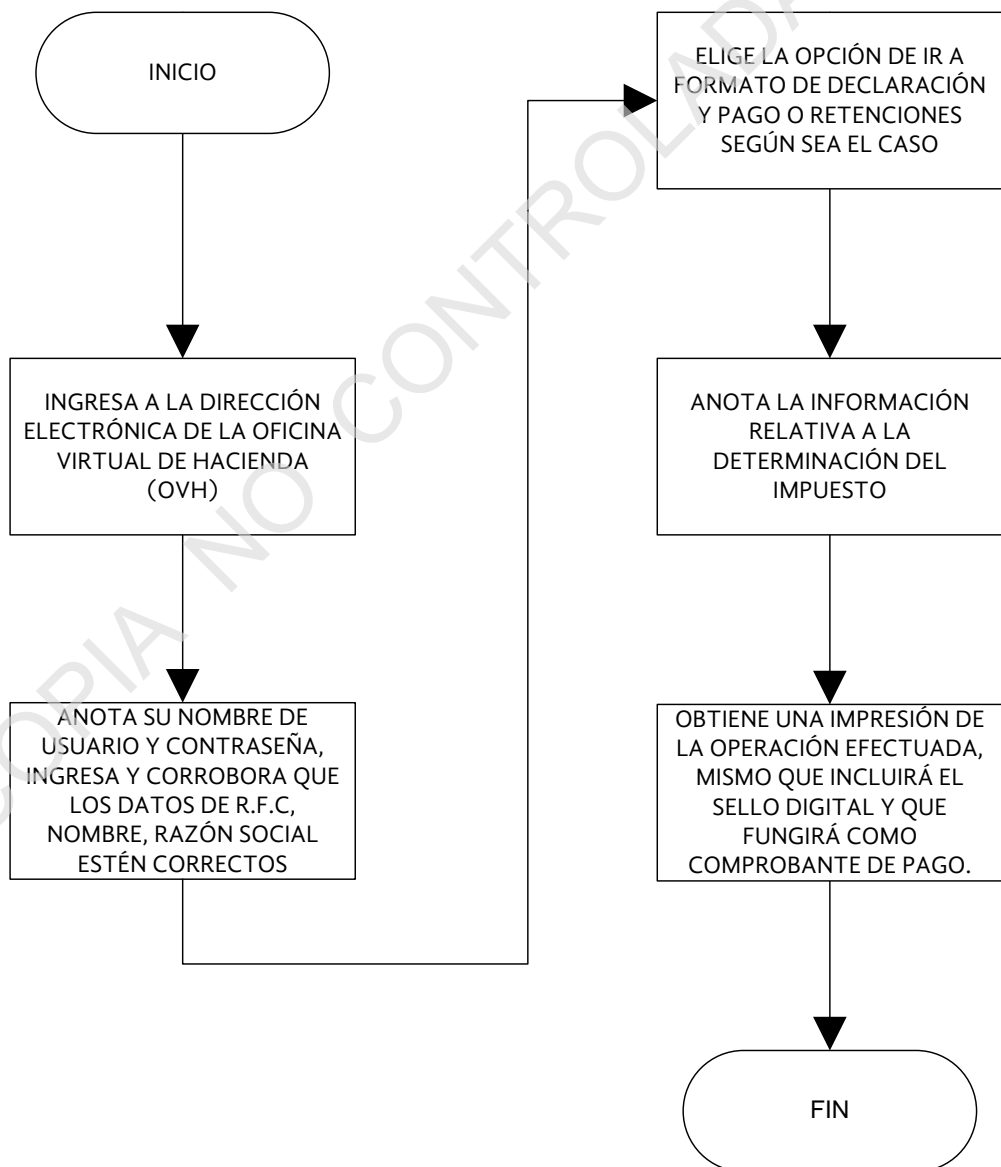 INICIO
INGRESA A LA DIRECCIÓN
ELECTRÓNICA DE LA OFICINA
VIRTUAL DE HACIENDA
(OVH)
ANOTA SU NOMBRE DE
USUARIO Y CONTRASEÑA,
INGRESA Y CORROBORA QUE
LOS DATOS DE R.F.C,
NOMBRE, RAZÓN SOCIAL
ESTÉN CORRECTOS
ELIGE LA OPCIÓN DE IR A
FORMATO DE DECLARACIÓN
Y PAGO O RETENCIONES
SEGÚN SEA EL CASO
ANOTA LA INFORMACIÓN
RELATIVA A LA
DETERMINACIÓN DEL
IMPUESTO
OBTIENE UNA IMPRESIÓN DE
LA OPERACIÓN EFECTUADA,
MISMO QUE INCLUIRÁ EL
SELLO DIGITAL Y QUE
FUNGIRÁ COMO
COMPROBANTE DE PAGO.
FIN
COPIA NO CONTROLADA